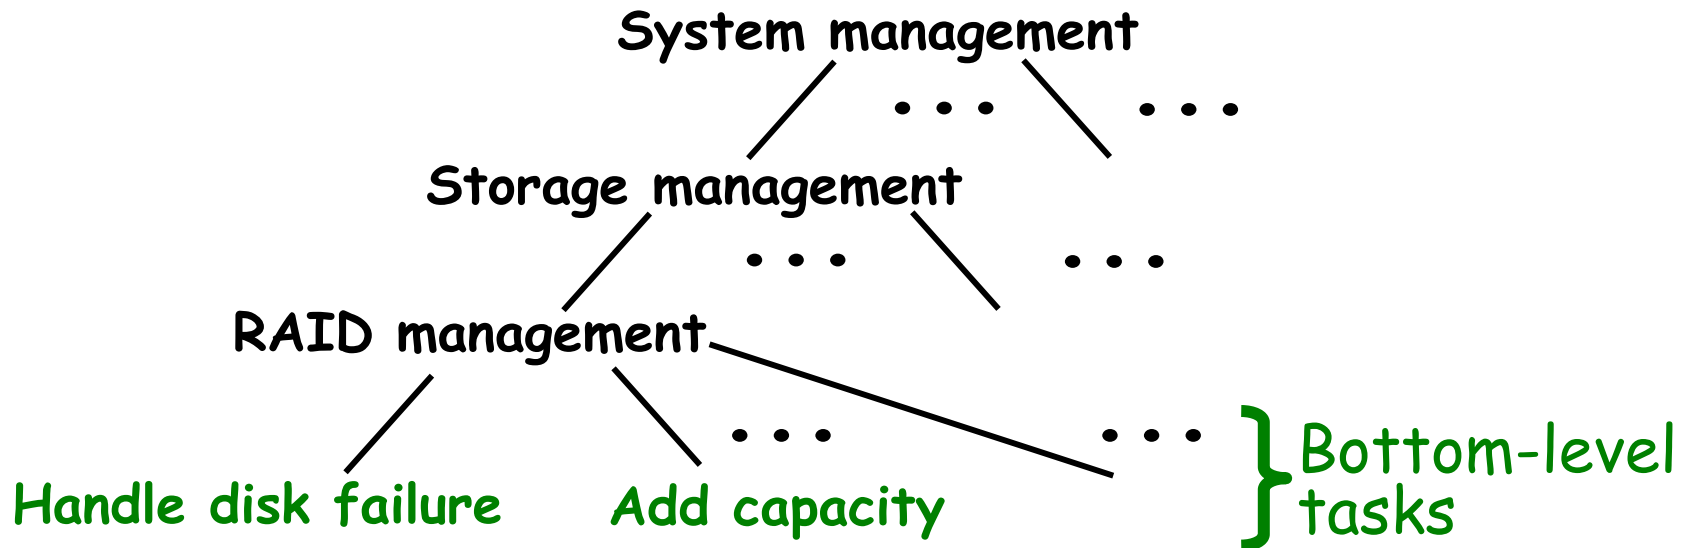 System management
. . . . . .
Storage management
. . . . . .
RAID management
. . . . . .
Handle disk failure Add capacity
Bottom-level
tasks